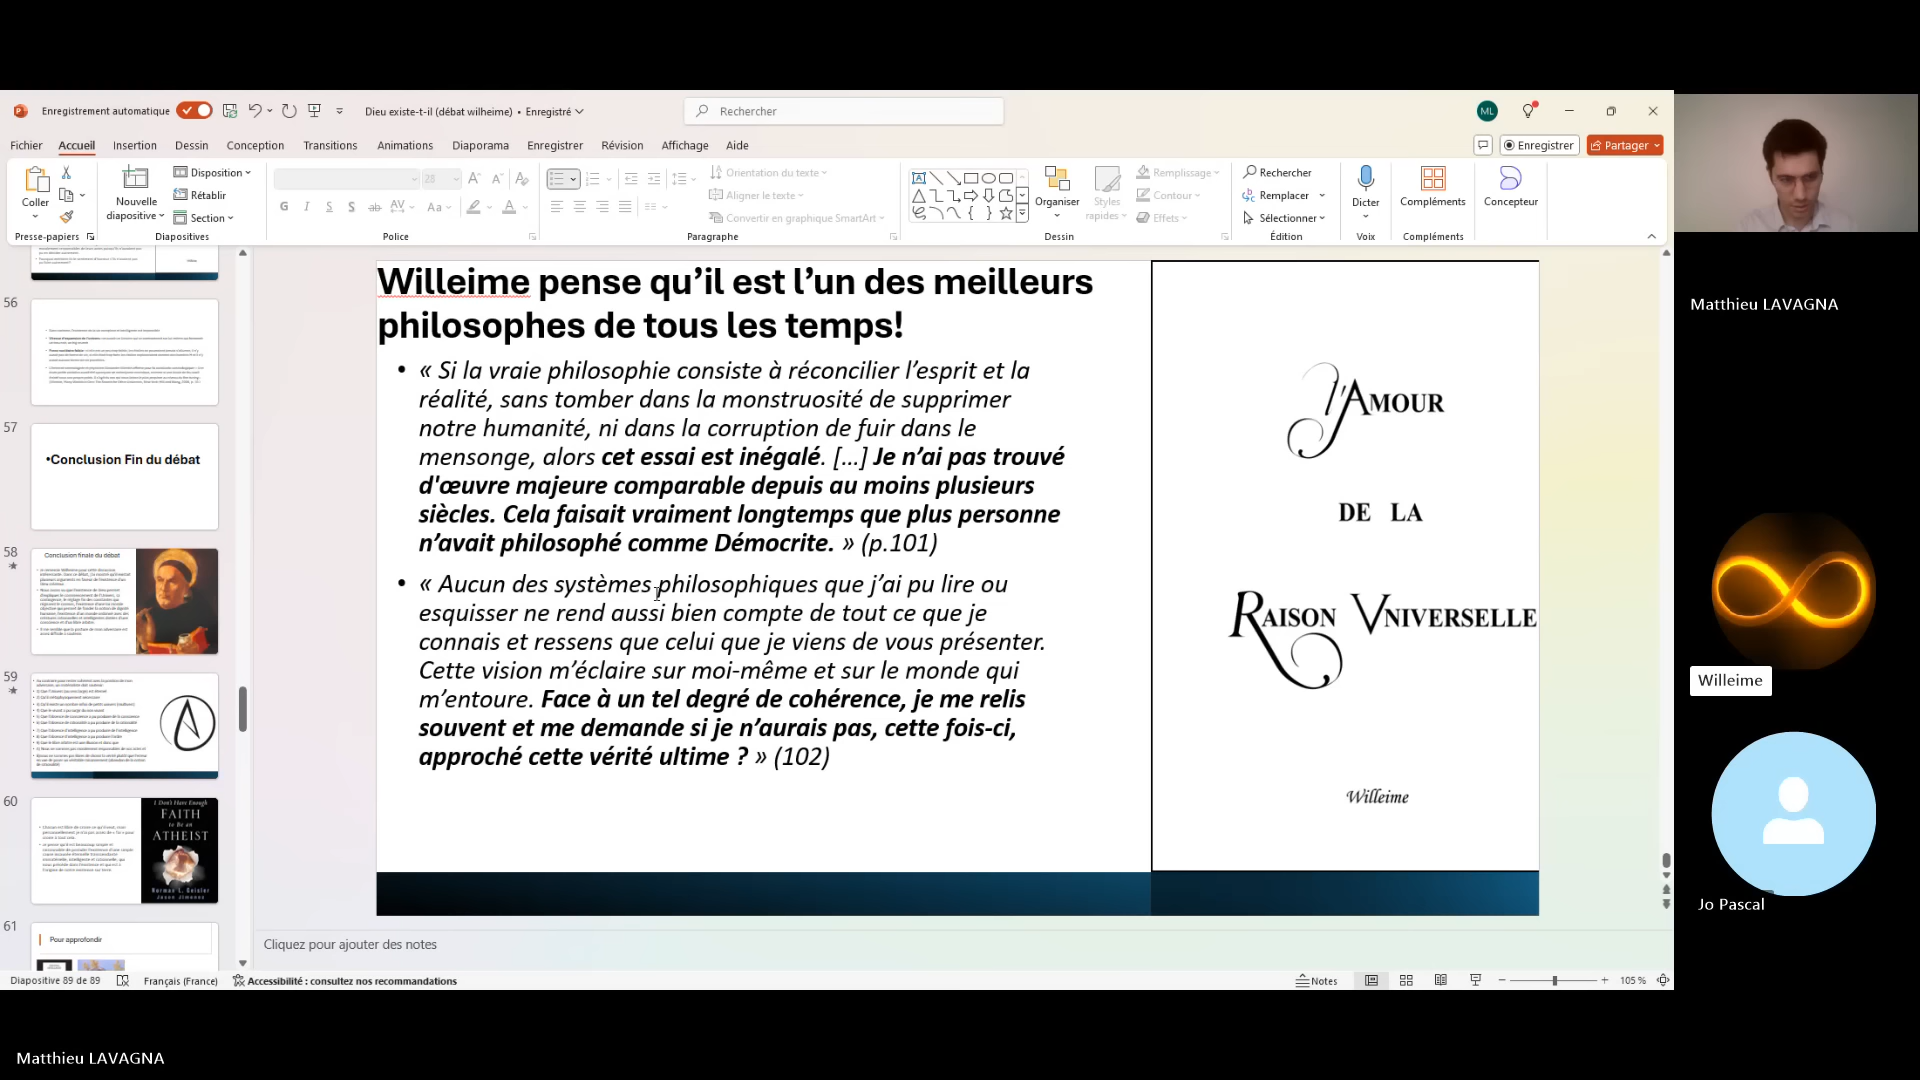 Enregistrement automatique
Dieu existe-t-il (débat wilheime) • Enregistré
Rechercher
ML
Fichier Accueil Insertion Dessin Conception Transitions Animations Diaporama Enregistrer Révision Affichage Aide
Enregistrer
Partager
Coller
Nouvelle diapositive
Disposition
Rétablir
Section
28
G I S S ab AV Aa A
Orientation du texte
Aligner le texte
Convertir en graphique SmartArt
Organiser
Styles rapides
Remplissage
Contour
Effets
Rechercher
Remplacer
Sélectionner
Dicter
Compléments
Concepteur
Presse-papiers
Diapositives
Police
Paragraphe
Dessin
Édition
Voix
Compléments
56
57
•Conclusion Fin du débat
58
Conclusion finale du débat
59
60
I Don't Have Enough
FAITH
to Be an
ATHEIST
Norman L. Geisler
61
Pour approfondir
Willeime pense qu’il est l’un des meilleurs
philosophes de tous les temps!
• « Si la vraie philosophie consiste à réconcilier l’esprit et la
réalité, sans tomber dans la monstruosité de supprimer
notre humanité, ni dans la corruption de fuir dans le
mensonge, alors cet essai est inégalé. [...] Je n’ai pas trouvé
d'œuvre majeure comparable depuis au moins plusieurs
siècles. Cela faisait vraiment longtemps que plus personne
n’avait philosophé comme Démocrite. » (p.101)
• « Aucun des systèmes philosophiques que j’ai pu lire ou
esquisser ne rend aussi bien compte de tout ce que je
connais et ressens que celui que je viens de vous présenter.
Cette vision m’éclaire sur moi-même et sur le monde qui
m’entoure. Face à un tel degré de cohérence, je me relis
souvent et me demande si je n’aurais pas, cette fois-ci,
approché cette vérité ultime ? » (102)
l'AMOUR
DE LA
RAISON VNIVERSELLE
Willeime
Cliquez pour ajouter des notes
Diapositive 89 de 89
Français (France)
Accessibilité : consultez nos recommandations
Notes
105 %
Matthieu LAVAGNA
Willeime
Jo Pascal
Matthieu LAVAGNA